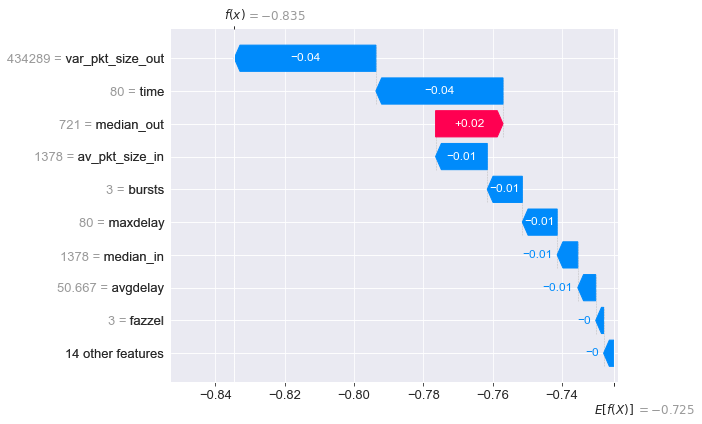 f(x) = −0.835
434289 = var_pkt_size_out
−0.04
80 = time
−0.04
721 = median_out
+0.02
1378 = av_pkt_size_in
−0.01
3 = bursts
−0.01
80 = maxdelay
−0.01
1378 = median_in
−0.01
50.667 = avgdelay
−0.01
3 = fazzel
−0
14 other features
−0
−0.84 −0.82 −0.80 −0.78 −0.76 −0.74
E[f(X)] = −0.725